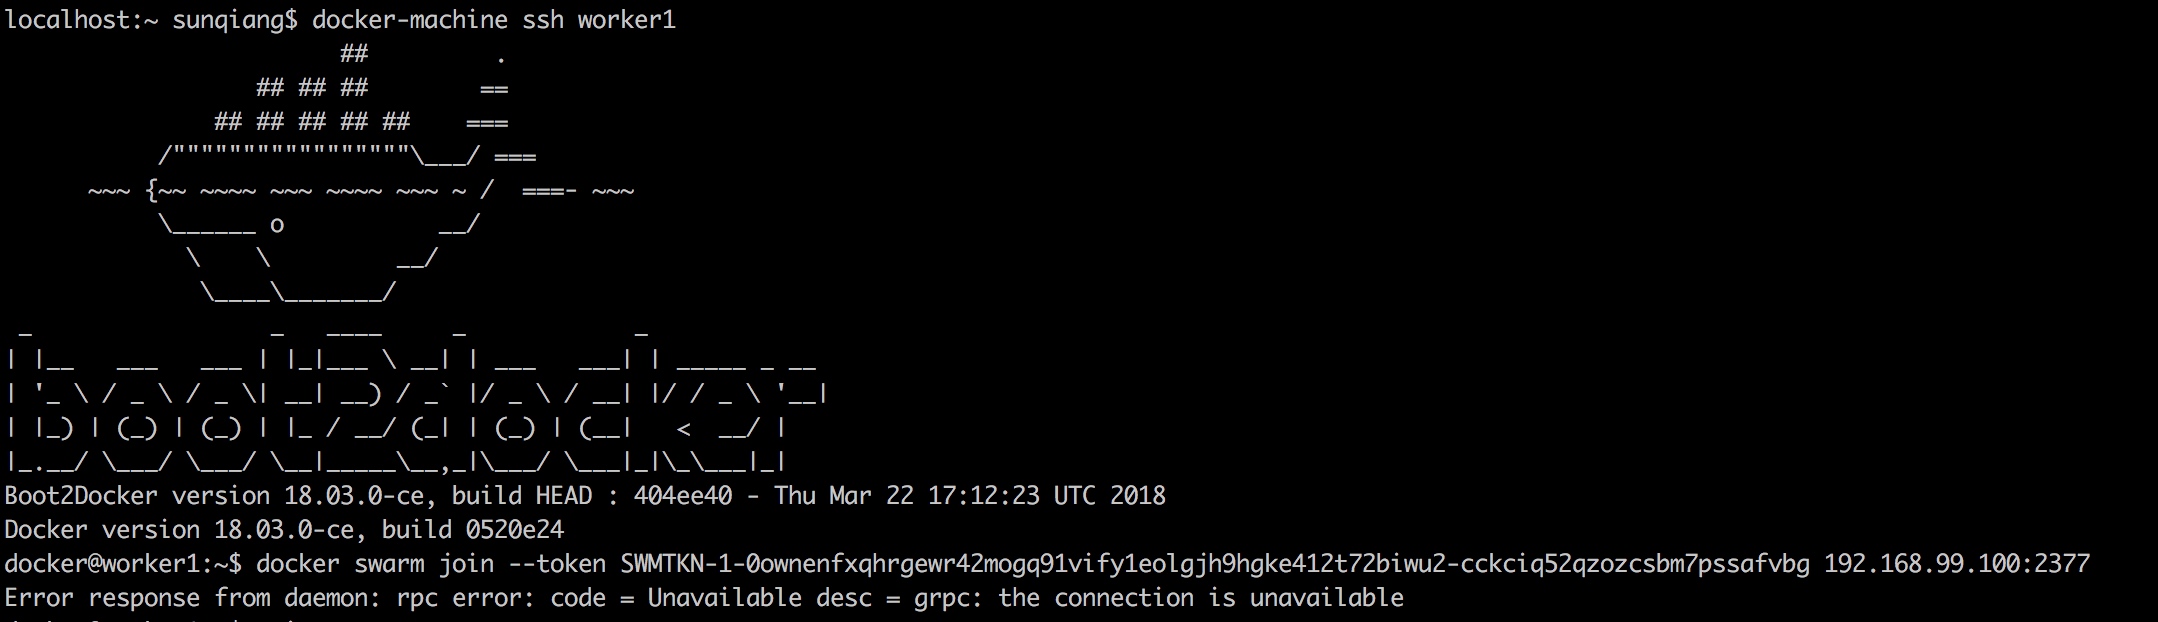 localhost:~ sunqiang$ docker-machine ssh worker1
                        ##         .
                  ## ## ##        ==
               ## ## ## ## ##    ===
           /"""""""""""""""""\___/ ===
      ~~~ {~~ ~~~~ ~~~ ~~~~ ~~~ ~ /  ===- ~~~
           \______ o           __/
             \    \         __/
              \____\_______/
 _                 _   ____     _            _
| |__   ___   ___ | |_|___ \ __| | ___   ___| | _____ _ __
| '_ \ / _ \ / _ \| __| __) / _` |/ _ \ / __| |/ / _ \ '__|
| |_) | (_) | (_) | |_ / __/ (_| | (_) | (__|   <  __/ |
|_.__/ \___/ \___/ \__|_____\__,_|\___/ \___|_|\_\___|_|
Boot2Docker version 18.03.0-ce, build HEAD : 404ee40 - Thu Mar 22 17:12:23 UTC 2018
Docker version 18.03.0-ce, build 0520e24
docker@worker1:~$ docker swarm join --token SWMTKN-1-0ownenfxqhrgewr42mogq91vify1eolgjh9hgke412t72biwu2-cckciq52qzozcsbm7pssafvbg 192.168.99.100:2377
Error response from daemon: rpc error: code = Unavailable desc = grpc: the connection is unavailable